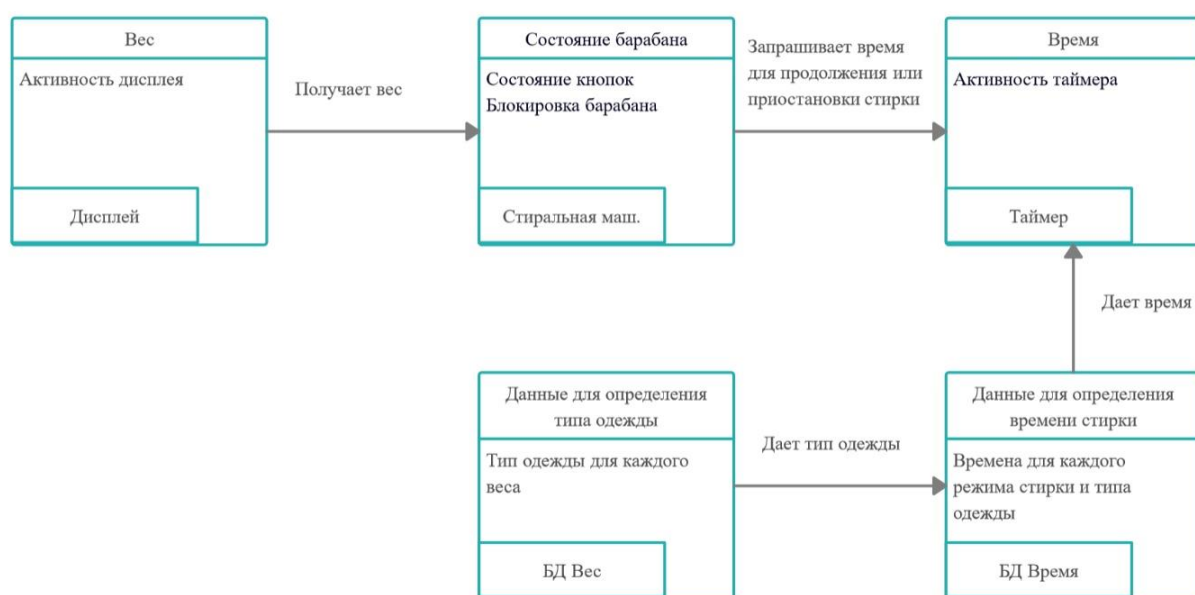 Вес
Активность дисплея
Дисплей
Получает вес
Состояние барабана
Состояние кнопок
Блокировка барабана
Стиральная маш.
Запрашивает время
для продолжения или
приостановки стирки
Время
Активность таймера
Таймер
Дает время
Данные для определения
типа одежды
Тип одежды для каждого
веса
БД Вес
Дает тип одежды
Данные для определения
времени стирки
Времена для каждого
режима стирки и типа
одежды
БД Время